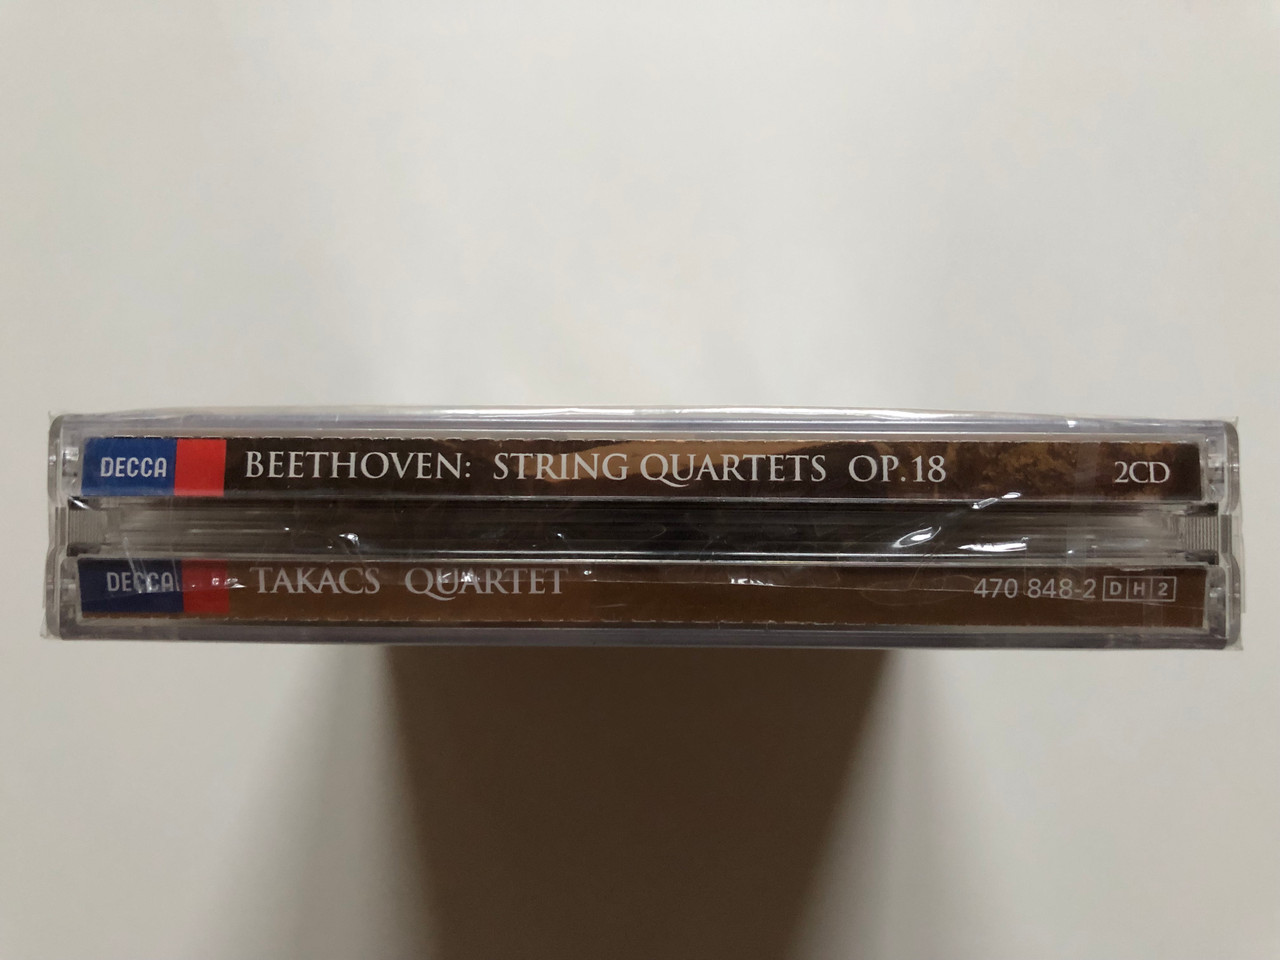 DECCA BEETHOVEN: STRING QUARTETS OP.18 2CD
DECCA TAKACS QUARTET 470 848-2 DH2